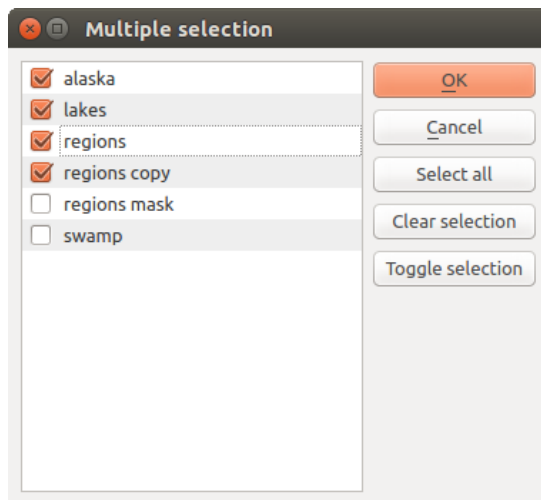 Multiple selection
alaska
lakes
regions
regions copy
regions mask
swamp
OK
Cancel
Select all
Clear selection
Toggle selection